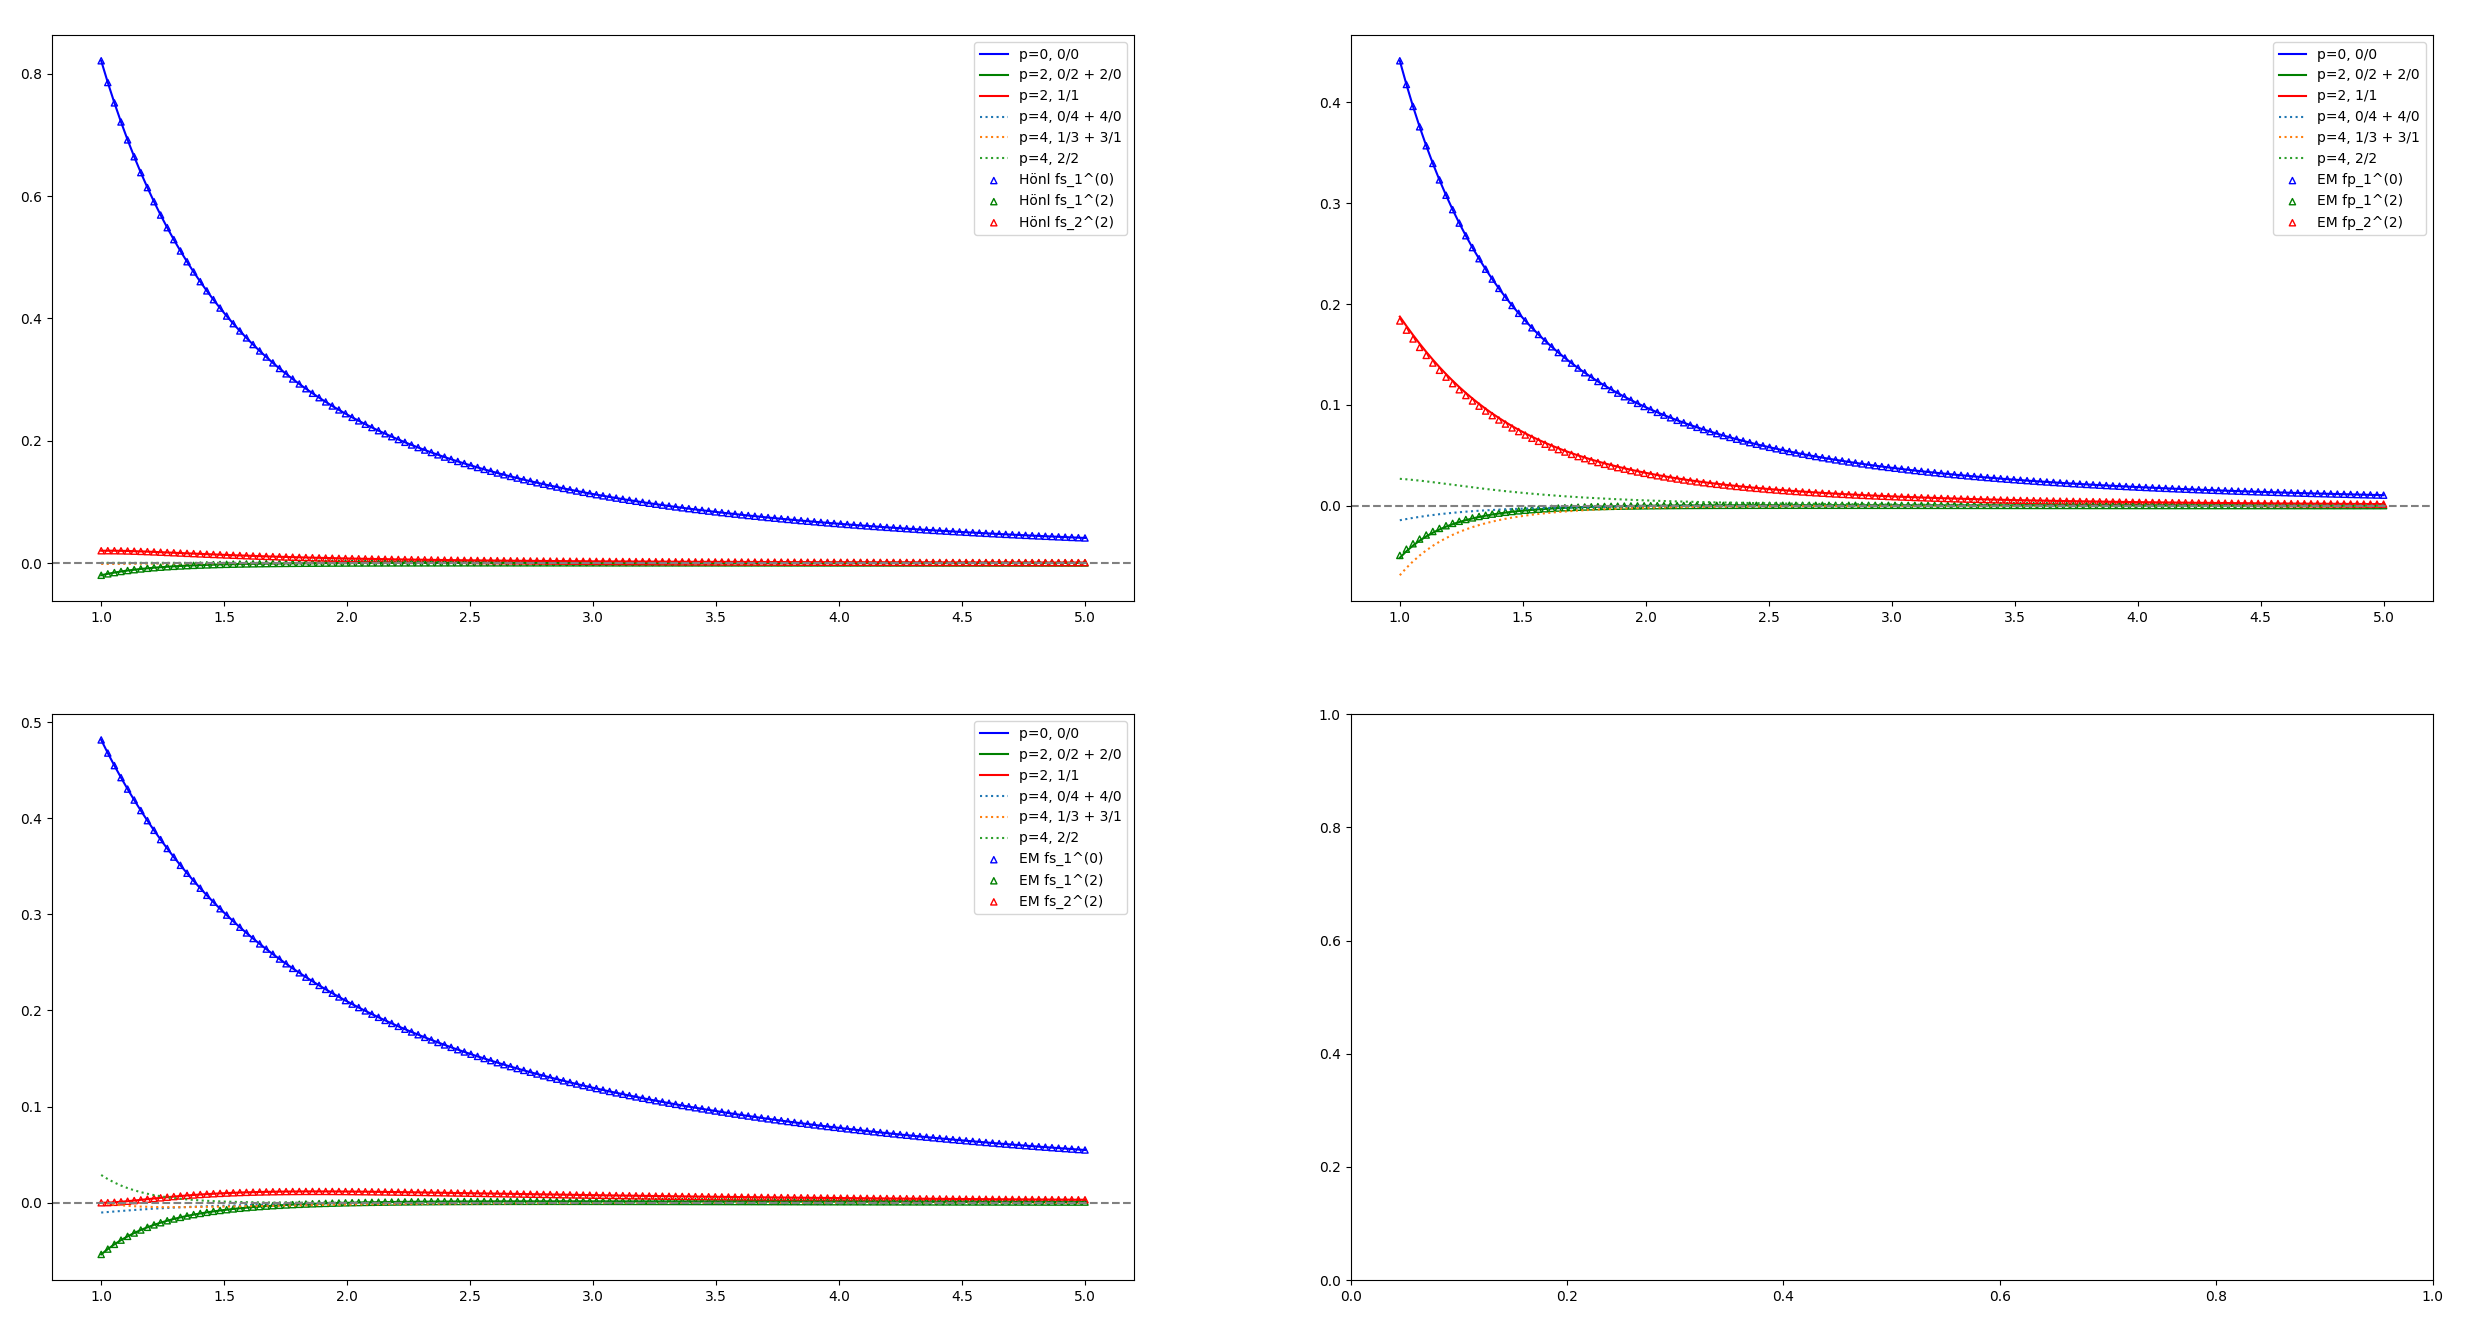 0.8
0.6
0.4
0.2
0.0
1.0 1.5 2.0 2.5 3.0 3.5 4.0 4.5 5.0
p=0, 0/0
p=2, 0/2 + 2/0
p=2, 1/1
p=4, 0/4 + 4/0
p=4, 1/3 + 3/1
p=4, 2/2
Hönl fs_1^(0)
Hönl fs_1^(2)
Hönl fs_2^(2)
0.4
0.3
0.2
0.1
0.0
1.0 1.5 2.0 2.5 3.0 3.5 4.0 4.5 5.0
p=0, 0/0
p=2, 0/2 + 2/0
p=2, 1/1
p=4, 0/4 + 4/0
p=4, 1/3 + 3/1
p=4, 2/2
EM fp_1^(0)
EM fp_1^(2)
EM fp_2^(2)
0.5
0.4
0.3
0.2
0.1
0.0
1.0 1.5 2.0 2.5 3.0 3.5 4.0 4.5 5.0
p=0, 0/0
p=2, 0/2 + 2/0
p=2, 1/1
p=4, 0/4 + 4/0
p=4, 1/3 + 3/1
p=4, 2/2
EM fs_1^(0)
EM fs_1^(2)
EM fs_2^(2)
1.0
0.8
0.6
0.4
0.2
0.0
0.0 0.2 0.4 0.6 0.8 1.0